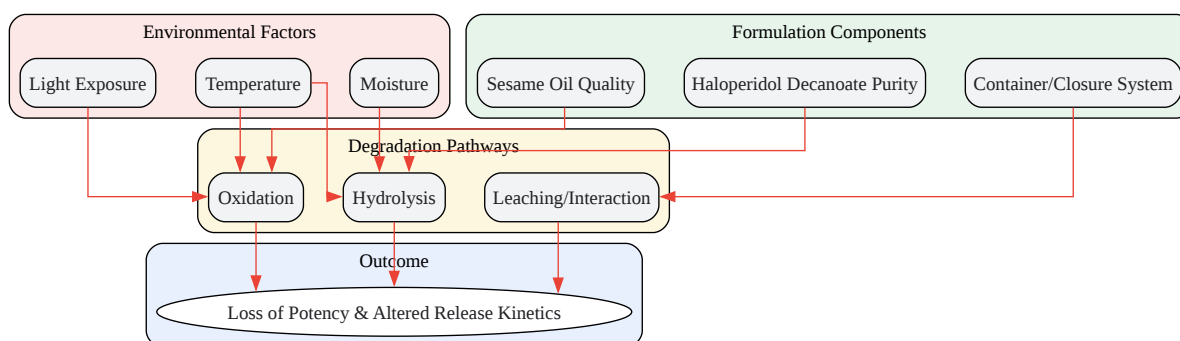 Environmental Factors
Formulation Components
Light Exposure
Temperature
Moisture
Sesame Oil Quality
Haloperidol Decanoate Purity
Container/Closure System
Degradation Pathways
Oxidation
Hydrolysis
Leaching/Interaction
Outcome
Loss of Potency & Altered Release Kinetics